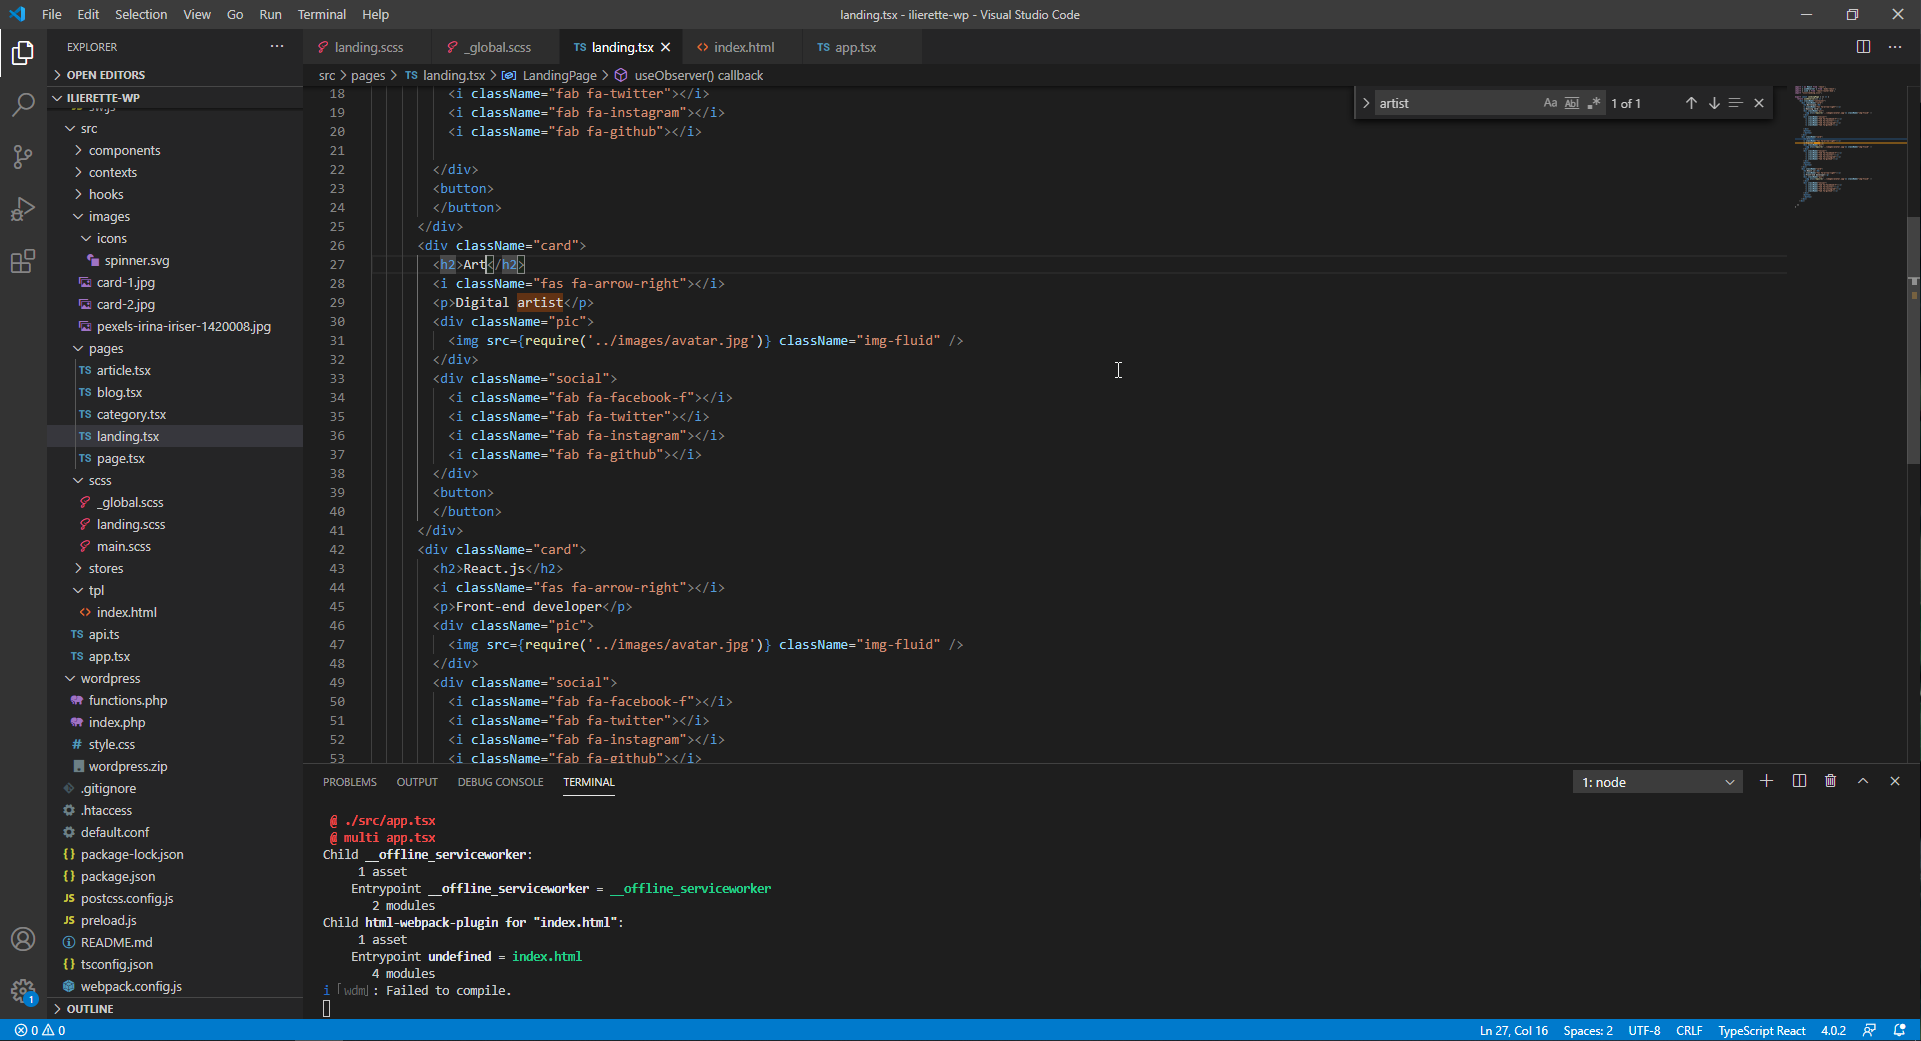 File Edit Selection View Go Run Terminal Help
landing.tsx - ilierette-wp - Visual Studio Code
EXPLORER
OPEN EDITORS
ILIERETTE-WP
sw.js
src
components
contexts
hooks
images
icons
spinner.svg
card-1.jpg
card-2.jpg
pexels-irina-iriser-1420008.jpg
pages
TS article.tsx
TS blog.tsx
TS category.tsx
TS landing.tsx
TS page.tsx
scss
_global.scss
landing.scss
main.scss
stores
tpl
<> index.html
TS api.ts
TS app.tsx
wordpress
functions.php
index.php
# style.css
wordpress.zip
.gitignore
.htaccess
default.conf
{} package-lock.json
{} package.json
JS postcss.config.js
JS preload.js
README.md
{} tsconfig.json
webpack.config.js
OUTLINE
1
landing.scss _global.scss TS landing.tsx <> index.html TS app.tsx
src > pages > TS landing.tsx > LandingPage > useObserver() callback
artist Aa Abl .* 1 of 1
18 <i className="fab fa-twitter"></i>
19 <i className="fab fa-instagram"></i>
20 <i className="fab fa-github"></i>
21
22 </div>
23 <button>
24 </button>
25 </div>
26 <div className="card">
27 <h2>Art</h2>
28 <i className="fas fa-arrow-right"></i>
29 <p>Digital artist</p>
30 <div className="pic">
31 <img src={require('../images/avatar.jpg')} className="img-fluid" />
32 </div>
33 <div className="social">
34 <i className="fab fa-facebook-f"></i>
35 <i className="fab fa-twitter"></i>
36 <i className="fab fa-instagram"></i>
37 <i className="fab fa-github"></i>
38 </div>
39 <button>
40 </button>
41 </div>
42 <div className="card">
43 <h2>React.js</h2>
44 <i className="fas fa-arrow-right"></i>
45 <p>Front-end developer</p>
46 <div className="pic">
47 <img src={require('../images/avatar.jpg')} className="img-fluid" />
48 </div>
49 <div className="social">
50 <i className="fab fa-facebook-f"></i>
51 <i className="fab fa-twitter"></i>
52 <i className="fab fa-instagram"></i>
53 <i className="fab fa-github"></i>
PROBLEMS OUTPUT DEBUG CONSOLE TERMINAL
1: node
@ ./src/app.tsx
@ multi app.tsx
Child __offline_serviceworker:
1 asset
Entrypoint __offline_serviceworker = __offline_serviceworker
2 modules
Child html-webpack-plugin for "index.html":
1 asset
Entrypoint undefined = index.html
4 modules
i ｢wdm｣: Failed to compile.
0 0
Ln 27, Col 16 Spaces: 2 UTF-8 CRLF TypeScript React 4.0.2